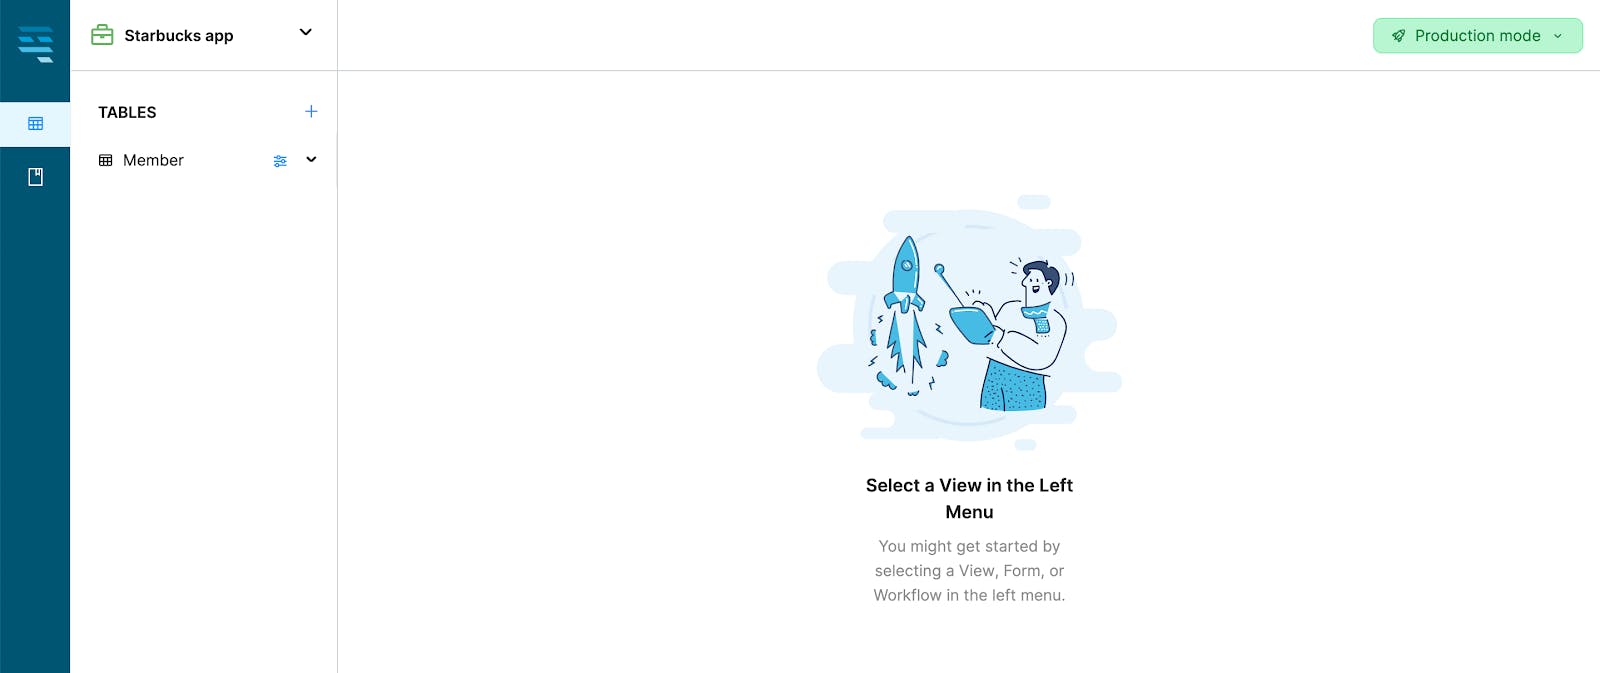 Starbucks app
Production mode
TABLES
Member
Select a View in the Left
Menu
You might get started by
selecting a View, Form, or
Workflow in the left menu.